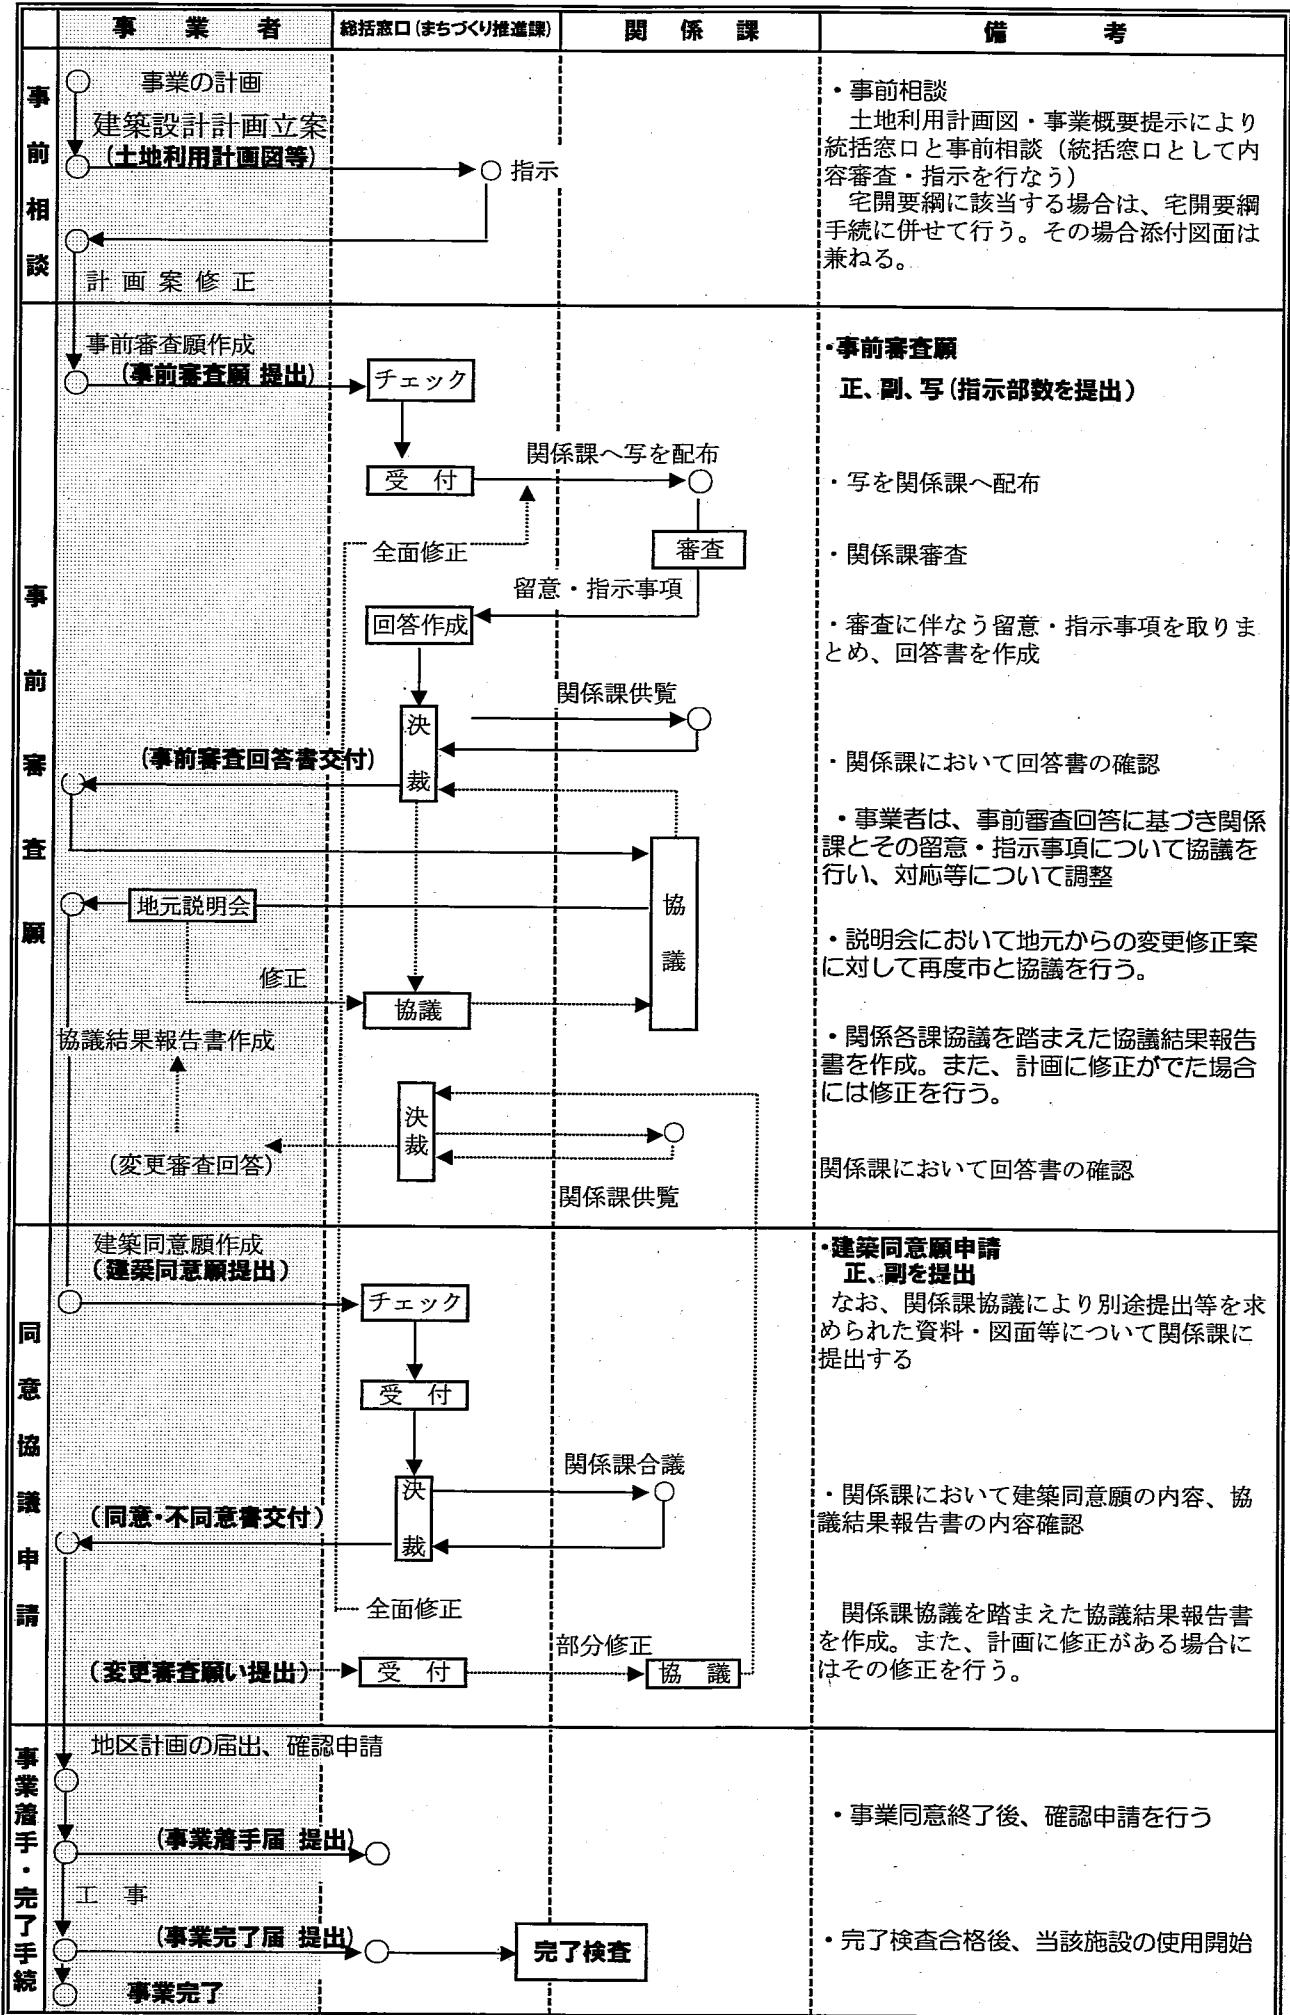 事業者
総括窓口(まちづくり推進課)
関係課
備考
事前相談
事業の計画
建築設計計画立案
(土地利用計画図等)
指示
計画案修正
・事前相談
土地利用計画図・事業概要提示により
統括窓口と事前相談(統括窓口として内
容審査・指示を行なう)
宅開要綱に該当する場合は、宅開要綱
手続に併せて行う。その場合添付図面は
兼ねる。
事前審査願
事前審査願作成
(事前審査願 提出)
チェック
受付
関係課へ写を配布
全面修正
審査
留意・指示事項
回答作成
関係課供覧
決裁
(事前審査回答書交付)
協議
地元説明会
修正
協議
協議結果報告書作成
決裁
(変更審査回答)
関係課供覧
・事前審査願
正、副、写(指示部数を提出)
・写を関係課へ配布
・関係課審査
・審査に伴なう留意・指示事項を取りま
とめ、回答書を作成
・関係課において回答書の確認
・事業者は、事前審査回答に基づき関係
課とその留意・指示事項について協議を
行い、対応等について調整
・説明会において地元からの変更修正案
に対して再度市と協議を行う。
・関係各課協議を踏まえた協議結果報告
書を作成。また、計画に修正がでた場合
には修正を行う。
関係課において回答書の確認
同意協議申請
建築同意願作成
(建築同意願提出)
チェック
受付
関係課合議
決裁
(同意・不同意書交付)
全面修正
部分修正
(変更審査願い提出)
受付
協議
・建築同意願申請
正、副を提出
なお、関係課協議により別途提出等を求
められた資料・図面等について関係課に
提出する
・関係課において建築同意願の内容、協
議結果報告書の内容確認
関係課協議を踏まえた協議結果報告書
を作成。また、計画に修正がある場合に
はその修正を行う。
事業着手・完了手続
地区計画の届出、確認申請
(事業着手届 提出)
工事
(事業完了届 提出)
完了検査
事業完了
・事業同意終了後、確認申請を行う
・完了検査合格後、当該施設の使用開始